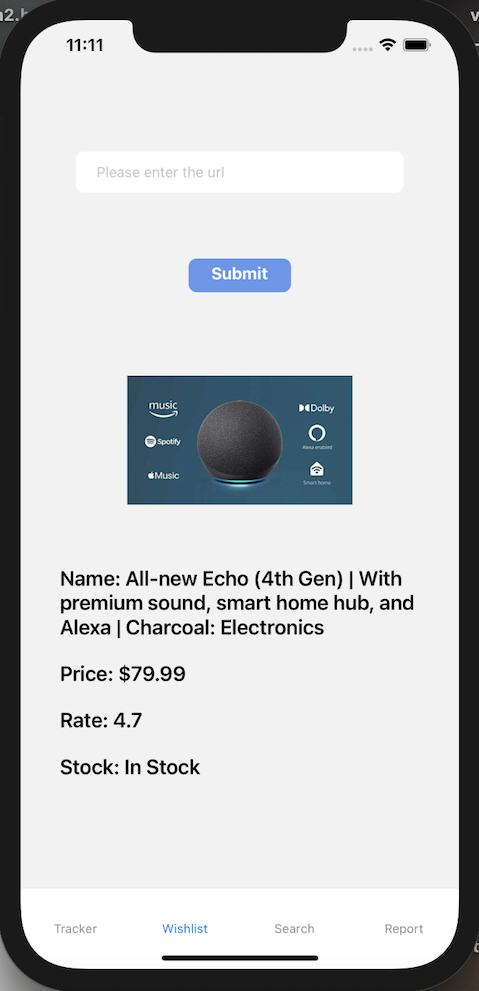 11:11
Please enter the url
Submit
music
Spotify
Music
Dolby
Alexa enabled
Smart home
Name: All-new Echo (4th Gen) | With
premium sound, smart home hub, and
Alexa | Charcoal: Electronics
Price: $79.99
Rate: 4.7
Stock: In Stock
Tracker
Wishlist
Search
Report